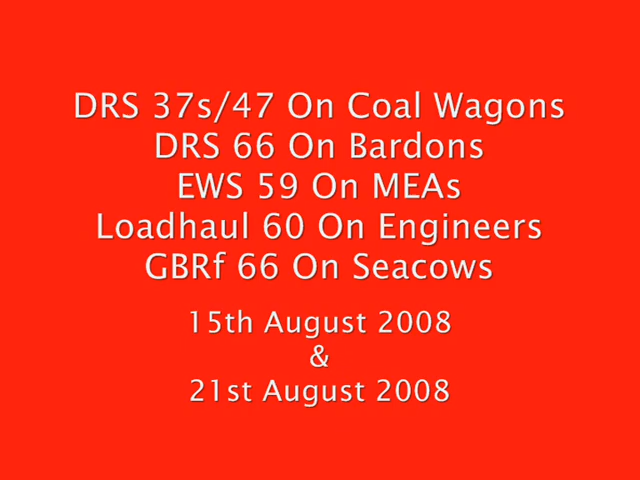 DRS 37s/47 On Coal Wagons
DRS 66 On Bardons
EWS 59 On MEAs
Loadhaul 60 On Engineers
GBRf 66 On Seacows
15th August 2008
&
21st August 2008